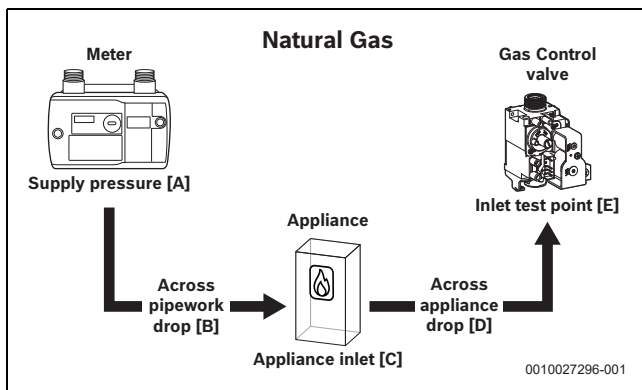 Natural Gas
Meter
Supply pressure [A]
Across
pipework
drop [B]
Appliance
Appliance inlet [C]
Across
appliance
drop [D]
Gas Control
valve
Inlet test point [E]
0010027296-001